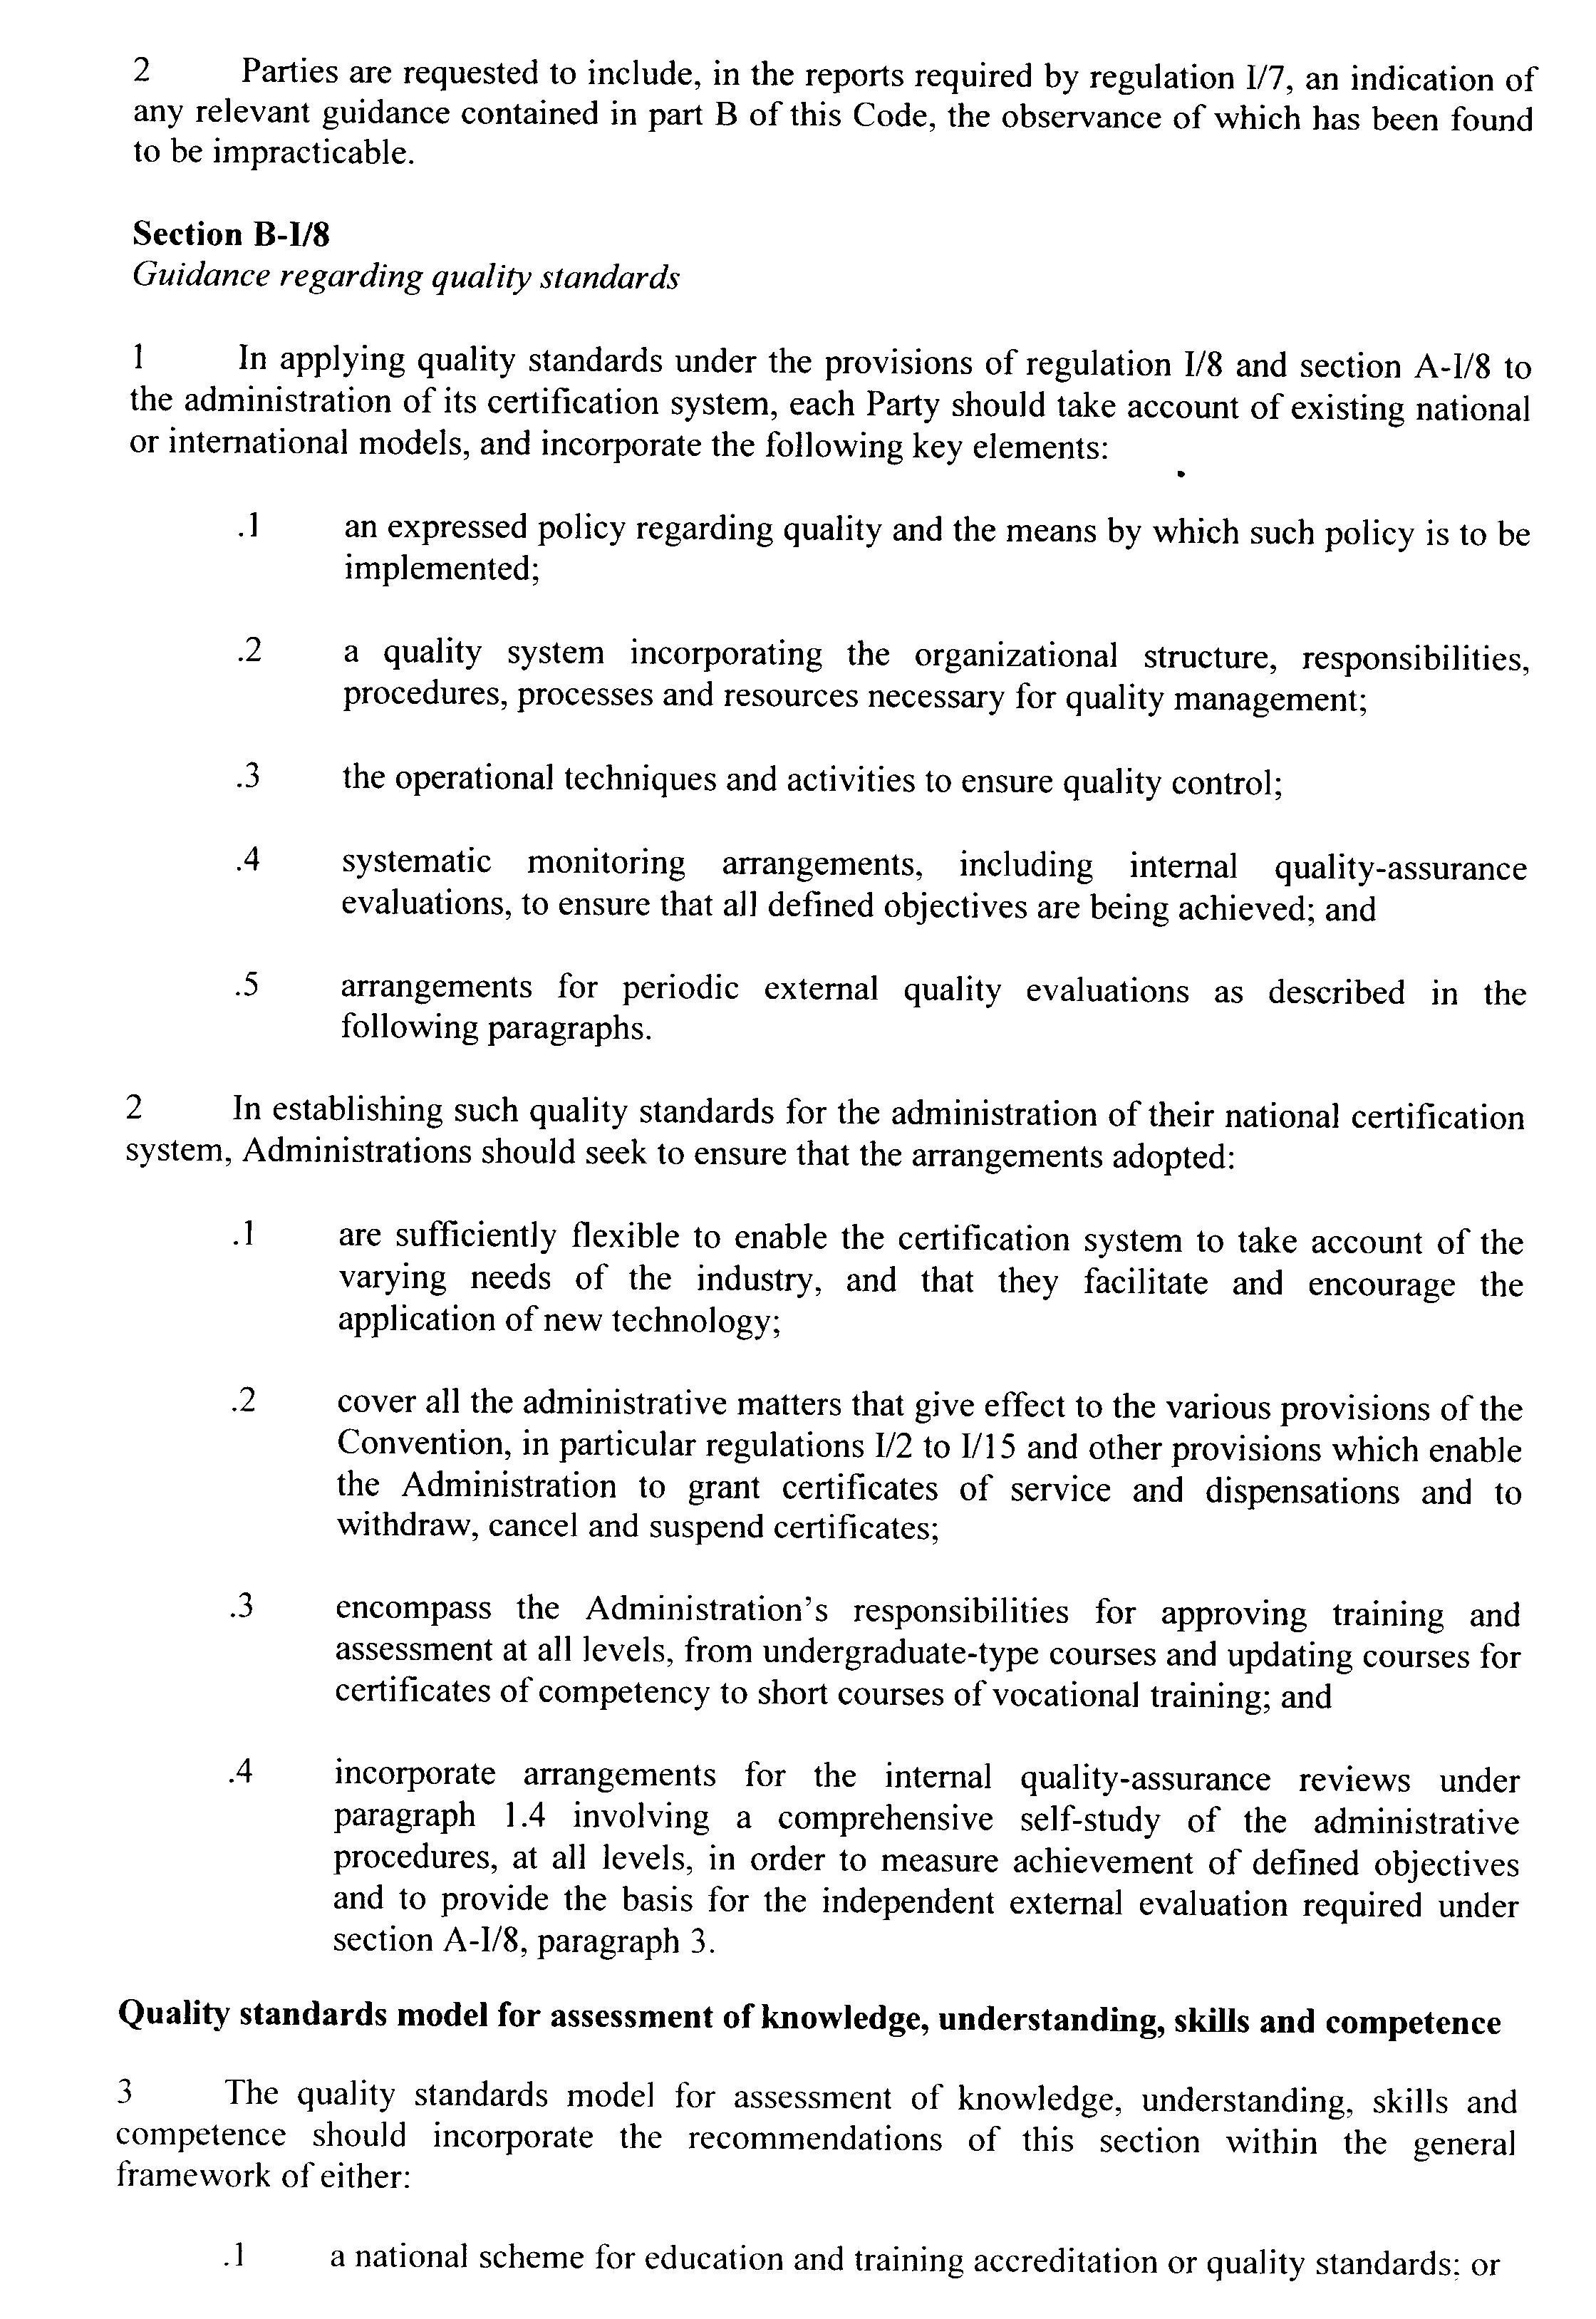 2 Parties are requested to include, in the reports required by regulation I/7, an indication of
any relevant guidance contained in part B of this Code, the observance of which has been found
to be impracticable.
Section B-I/8
Guidance regarding quality standards
1 In applying quality standards under the provisions of regulation I/8 and section A-I/8 to
the administration of its certification system, each Party should take account of existing national
or international models, and incorporate the following key elements:
.1 an expressed policy regarding quality and the means by which such policy is to be
implemented;
.2 a quality system incorporating the organizational structure, responsibilities,
procedures, processes and resources necessary for quality management;
.3 the operational techniques and activities to ensure quality control;
.4 systematic monitoring arrangements, including internal quality-assurance
evaluations, to ensure that all defined objectives are being achieved; and
.5 arrangements for periodic external quality evaluations as described in the
following paragraphs.
2 In establishing such quality standards for the administration of their national certification
system, Administrations should seek to ensure that the arrangements adopted:
.1 are sufficiently flexible to enable the certification system to take account of the
varying needs of the industry, and that they facilitate and encourage the
application of new technology;
.2 cover all the administrative matters that give effect to the various provisions of the
Convention, in particular regulations I/2 to I/15 and other provisions which enable
the Administration to grant certificates of service and dispensations and to
withdraw, cancel and suspend certificates;
.3 encompass the Administration's responsibilities for approving training and
assessment at all levels, from undergraduate-type courses and updating courses for
certificates of competency to short courses of vocational training; and
.4 incorporate arrangements for the internal quality-assurance reviews under
paragraph 1.4 involving a comprehensive self-study of the administrative
procedures, at all levels, in order to measure achievement of defined objectives
and to provide the basis for the independent external evaluation required under
section A-I/8, paragraph 3.
Quality standards model for assessment of knowledge, understanding, skills and competence
3 The quality standards model for assessment of knowledge, understanding, skills and
competence should incorporate the recommendations of this section within the general
framework of either:
.1 a national scheme for education and training accreditation or quality standards; or